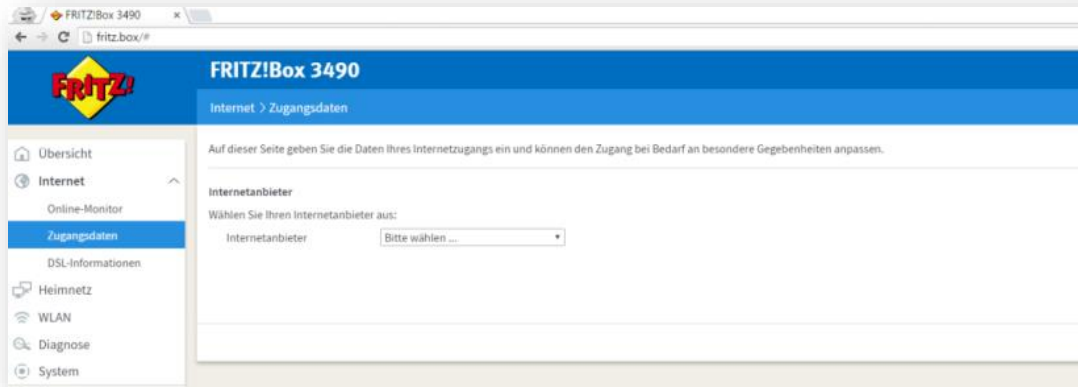 FRITZ!Box 3490
fritz.box/#
FRITZ!
FRITZ!Box 3490
Internet > Zugangsdaten
Übersicht
Internet
Online-Monitor
Zugangsdaten
DSL-Informationen
Heimnetz
WLAN
Diagnose
System
Auf dieser Seite geben Sie die Daten Ihres Internetzugangs ein und können den Zugang bei Bedarf an besondere Gegebenheiten anpassen.
Internetanbieter
Wählen Sie Ihren Internetanbieter aus:
Internetanbieter Bitte wählen ...